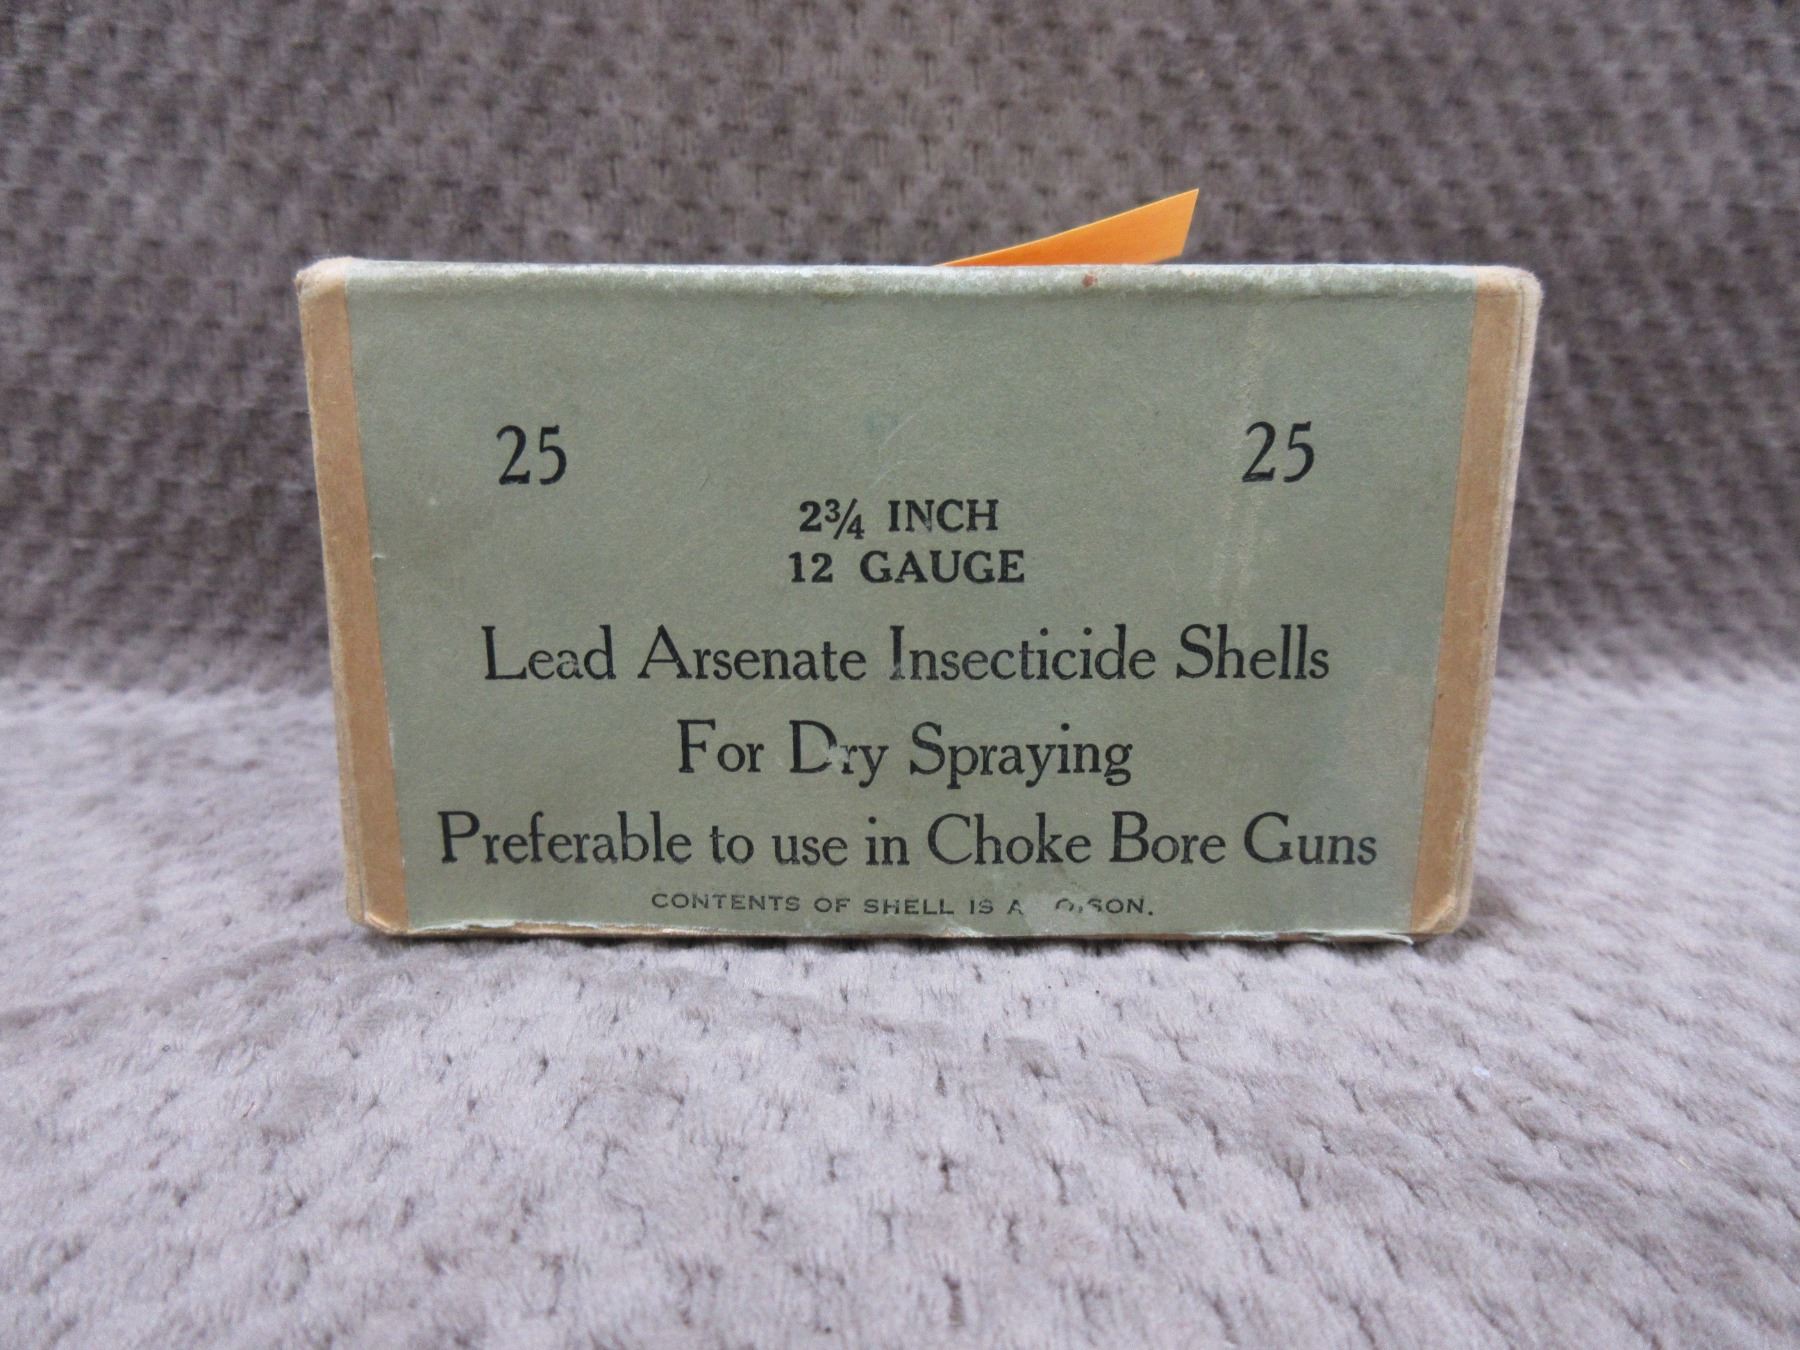 25 25
2¾ INCH
12 GAUGE
Lead Arsenate Insecticide Shells
For Dry Spraying
Preferable to use in Choke Bore Guns
CONTENTS OF SHELL IS A POISON.